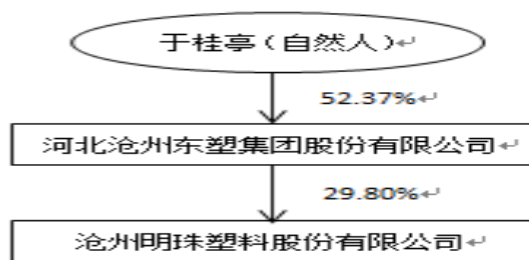 于桂亭（自然人）
52.37%
河北沧州东塑集团股份有限公司
29.80%
沧州明珠塑料股份有限公司